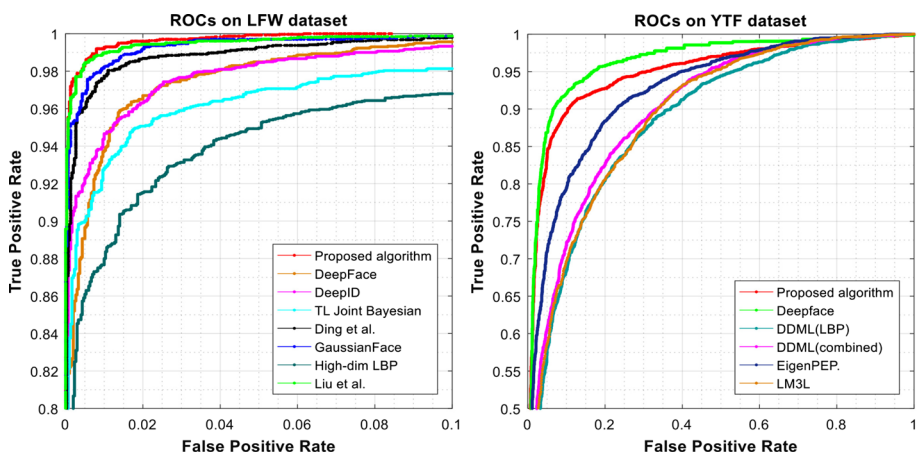 ROCs on LFW dataset
True Positive Rate
1
0.98
0.96
0.94
0.92
0.9
0.88
0.86
0.84
0.82
0.8
Proposed algorithm
DeepFace
DeepID
TL Joint Bayesian
Ding et al.
GaussianFace
High-dim LBP
Liu et al.
0 0.02 0.04 0.06 0.08 0.1
False Positive Rate
ROCs on YTF dataset
True Positive Rate
1
0.95
0.9
0.85
0.8
0.75
0.7
0.65
0.6
0.55
0.5
Proposed algorithm
Deepface
DDML(LBP)
DDML(combined)
EigenPEP.
LM3L
0 0.2 0.4 0.6 0.8 1
False Positive Rate